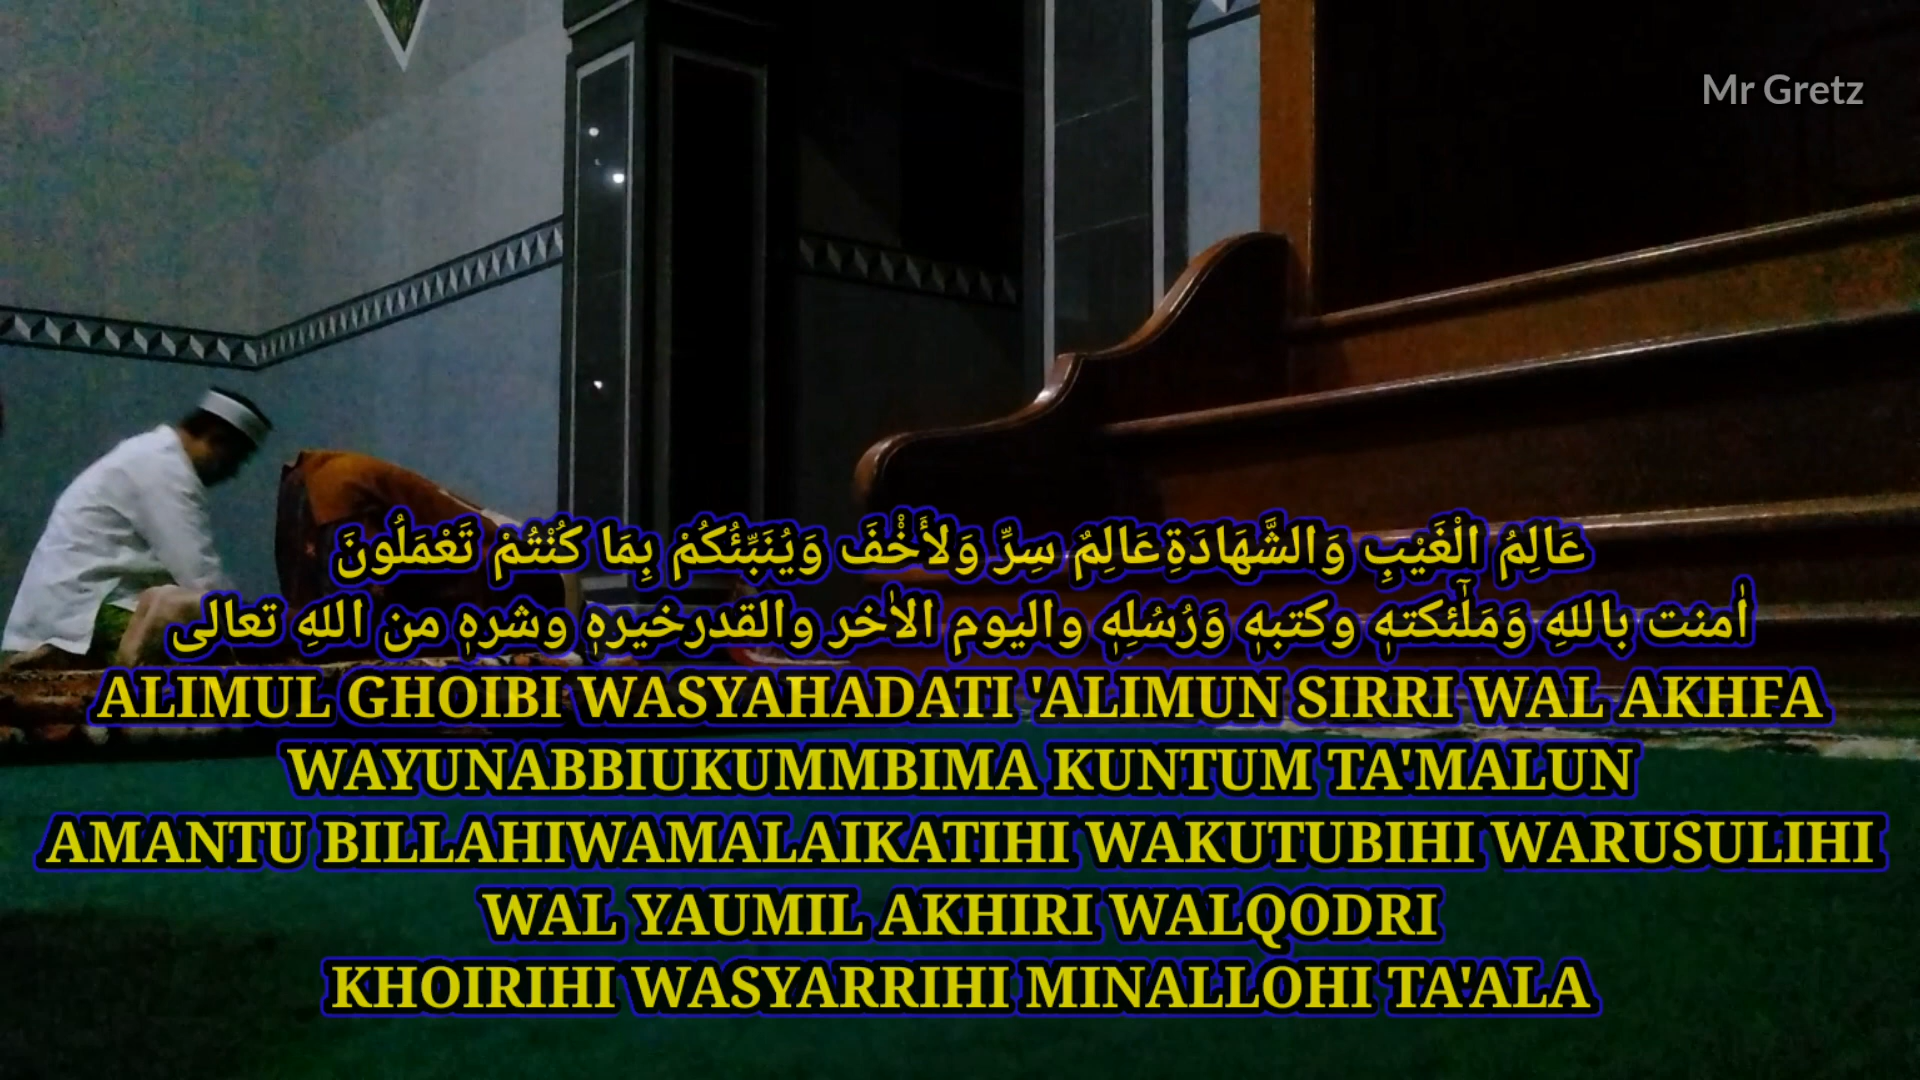 Mr Gretz
عَالِمُ الْغَيْبِ وَالشَّهَادَةِعَالِمٌ سِرِّ وَلأَخْفَ وَيُنَبِّئُكُمْ بِمَا كُنْتُمْ تَعْمَلُونَ
اٰمنت باللهِ وَمَلٰٓئكتهٖ وكتبهٖ وَرُسُلِهٖ واليوم الاٰخر والقدرخيرهٖ وشرهٖ من اللهِ تعالى
ALIMUL GHOIBI WASYAHADATI 'ALIMUN SIRRI WAL AKHFA
WAYUNABBIUKUMMBIMA KUNTUM TA'MALUN
AMANTU BILLAHIWAMALAIKATIHI WAKUTUBIHI WARUSULIHI
WAL YAUMIL AKHIRI WALQODRI
KHOIRIHI WASYARRIHI MINALLOHI TA'ALA